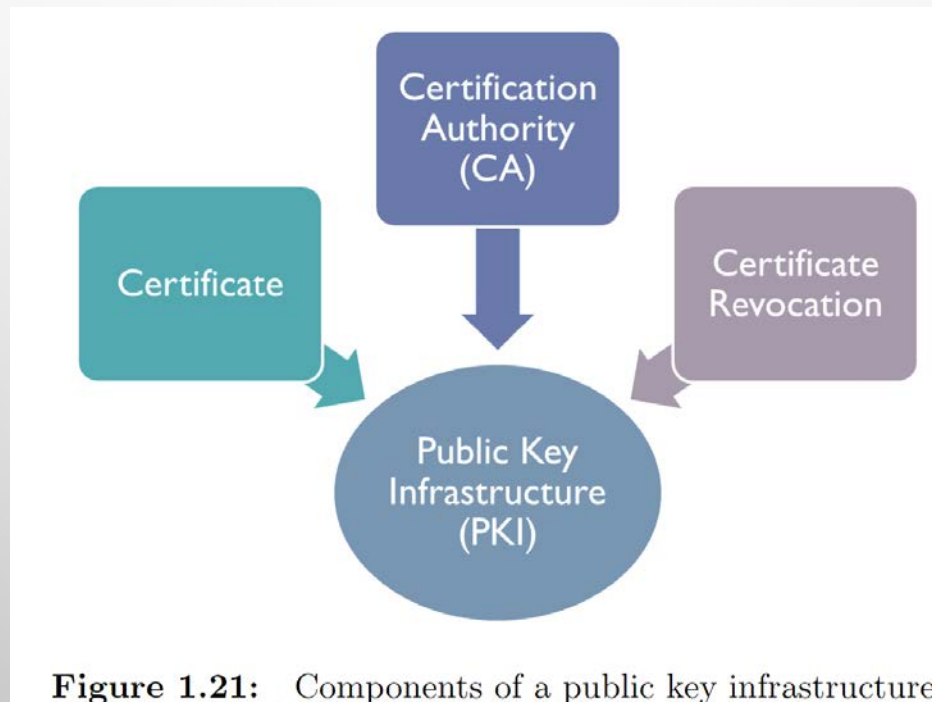 Certification
Authority
(CA)
Certificate
Certificate
Revocation
Public Key
Infrastructure
(PKI)
Figure 1.21: Components of a public key infrastructure